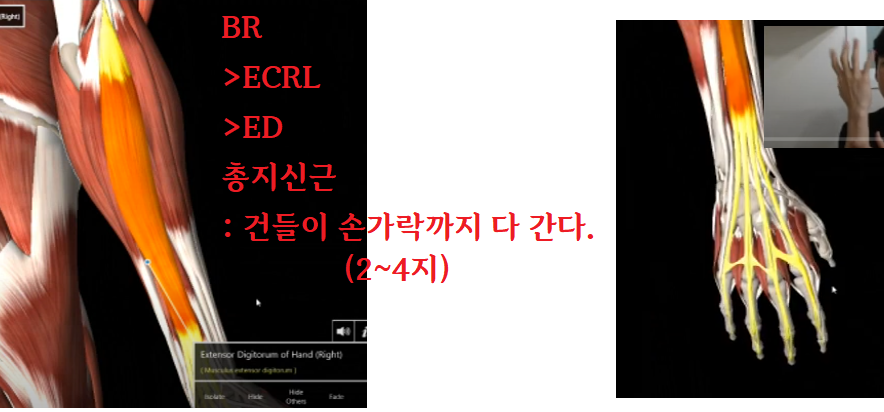 (Right)
BR
>ECRL
>ED
총지신근
: 건들이 손가락까지 다 간다.
(2~4지)
Extensor Digitorum of Hand (Right)
( Musculus extensor digitorum )
Isolate Hide Hide Others Fade